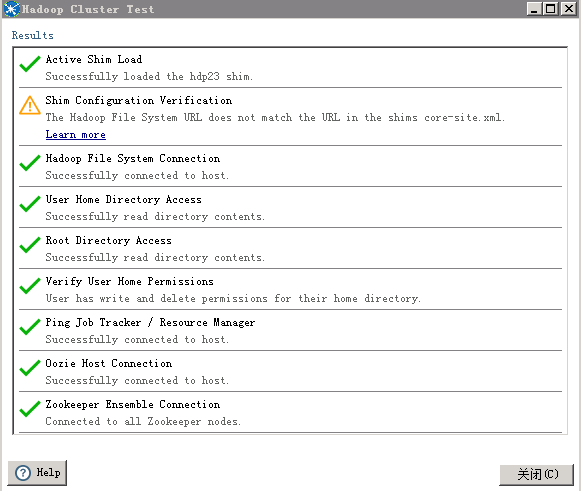 Hadoop Cluster Test
Results
Active Shim Load
Successfully loaded the hdp23 shim.
Shim Configuration Verification
The Hadoop File System URL does not match the URL in the shims core-site.xml.
Learn more
Hadoop File System Connection
Successfully connected to host.
User Home Directory Access
Successfully read directory contents.
Root Directory Access
Successfully read directory contents.
Verify User Home Permissions
User has write and delete permissions for their home directory.
Ping Job Tracker / Resource Manager
Successfully connected to host.
Oozie Host Connection
Successfully connected to host.
Zookeeper Ensemble Connection
Connected to all Zookeeper nodes.
Help
关闭(C)